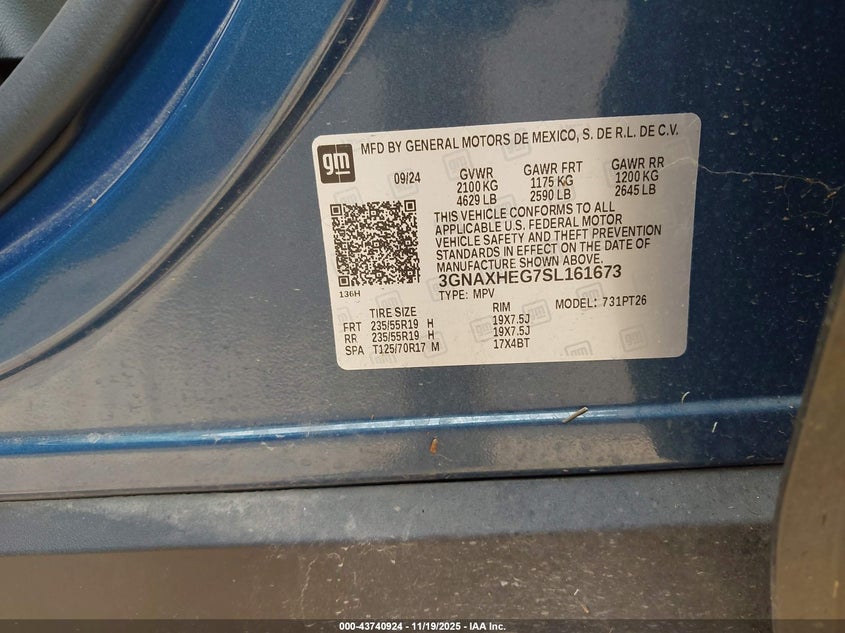 gm MFD BY GENERAL MOTORS DE MEXICO, S. DE R.L. DE C.V.
09/24 GVWR GAWR FRT GAWR RR
2100 KG 1175 KG 1200 KG
4629 LB 2590 LB 2645 LB
THIS VEHICLE CONFORMS TO ALL
APPLICABLE U.S. FEDERAL MOTOR
VEHICLE SAFETY AND THEFT PREVENTION
STANDARDS IN EFFECT ON THE DATE OF
MANUFACTURE SHOWN ABOVE.
136H 3GNAXHEG7SL161673
TYPE: MPV MODEL: 731PT26
TIRE SIZE RIM
FRT 235/55R19 H 19X7.5J
RR 235/55R19 H 19X7.5J
SPA T125/70R17 M 17X4BT
000-43740924 - 11/19/2025 - IAA Inc.